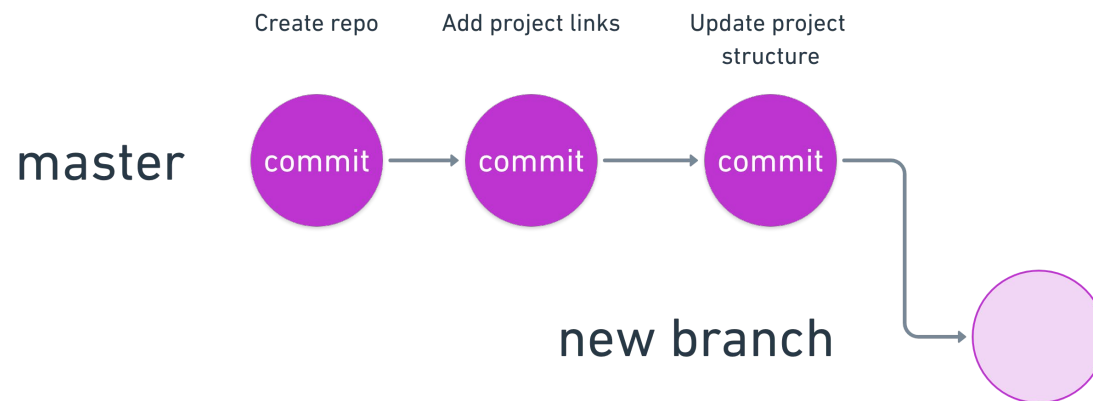 Create repo
Add project links
Update project
structure
master
commit
commit
commit
new branch